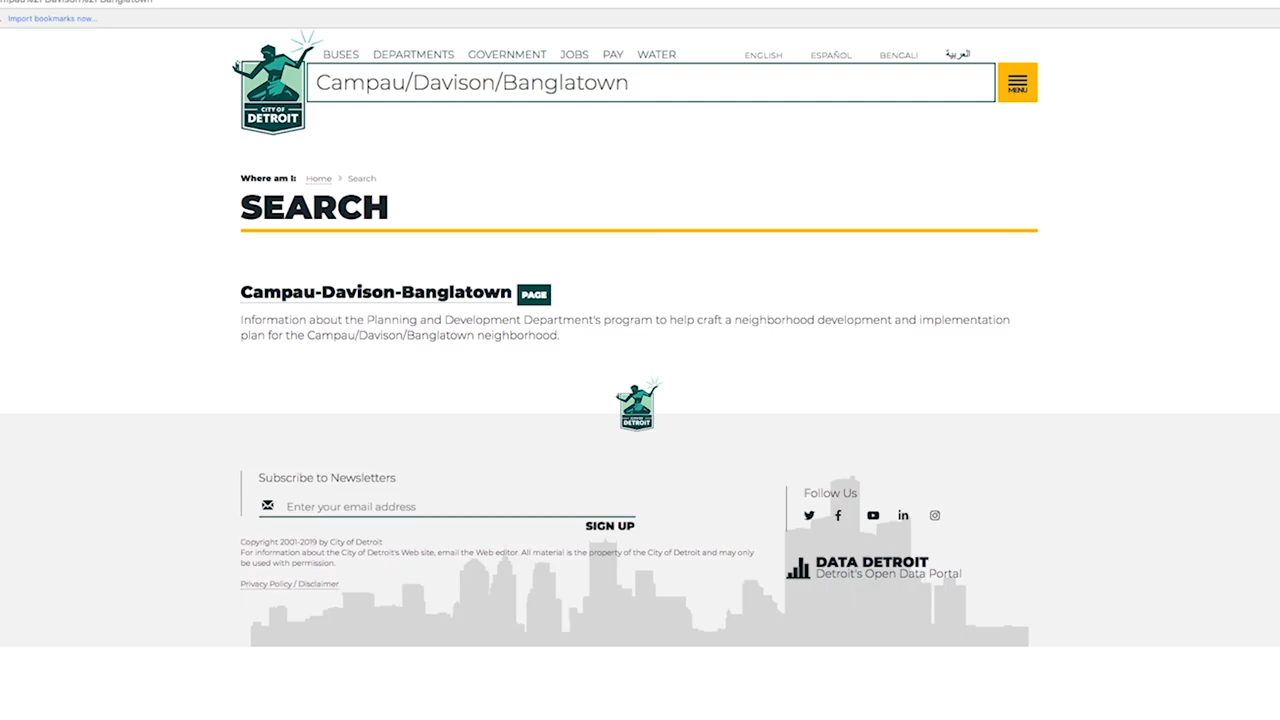 Import bookmarks now...
BUSES DEPARTMENTS GOVERNMENT JOBS PAY WATER ENGLISH ESPAÑOL BENGALI العربية
Campau/Davison/Banglatown
MENU
CITY OF
DETROIT
Where am I: Home > Search
SEARCH
Campau-Davison-Banglatown PAGE
Information about the Planning and Development Department's program to help craft a neighborhood development and implementation
plan for the Campau/Davison/Banglatown neighborhood.
CITY OF
DETROIT
Subscribe to Newsletters
Enter your email address
SIGN UP
Copyright 2001-2019 by City of Detroit
For information about the City of Detroit's Web site, email the Web editor. All material is the property of the City of Detroit and may only
be used with permission.
Privacy Policy / Disclaimer
Follow Us
DATA DETROIT
Detroit's Open Data Portal